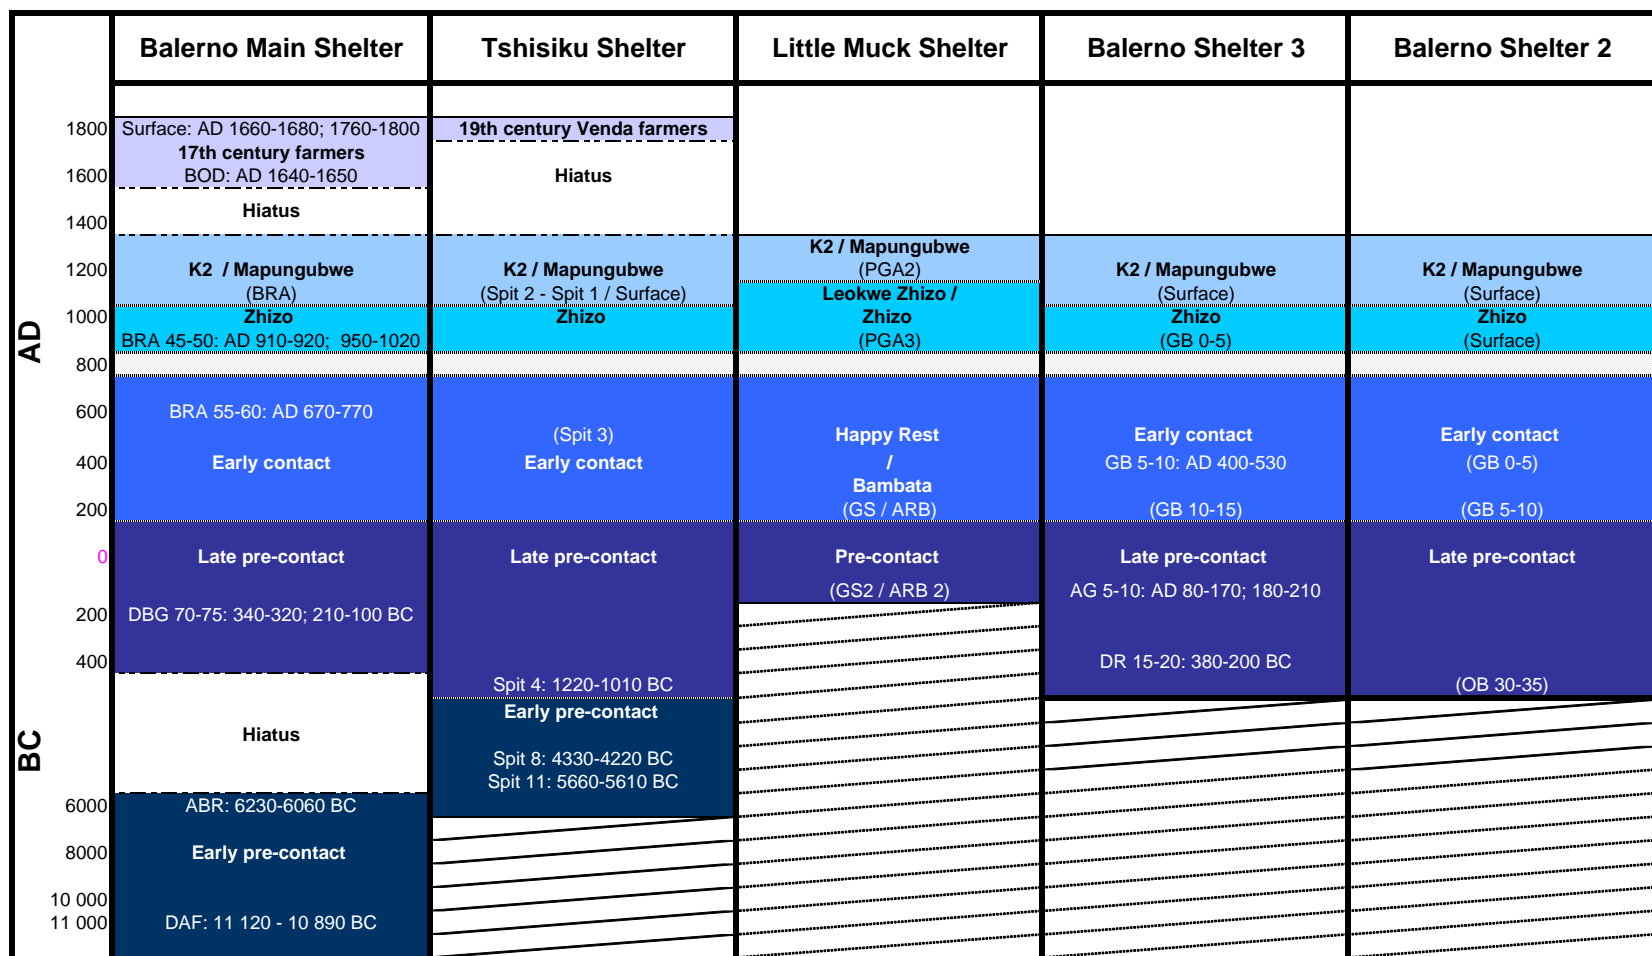 Balerno Main Shelter
Tshisiku Shelter
Little Muck Shelter
Balerno Shelter 3
Balerno Shelter 2
AD
BC
1800
1600
1400
1200
1000
800
600
400
200
0
200
400
6000
8000
10 000
11 000
Surface: AD 1660-1680; 1760-1800
17th century farmers
BOD: AD 1640-1650
Hiatus
K2 / Mapungubwe
(BRA)
Zhizo
BRA 45-50: AD 910-920; 950-1020
BRA 55-60: AD 670-770
Early contact
Late pre-contact
DBG 70-75: 340-320; 210-100 BC
Hiatus
ABR: 6230-6060 BC
Early pre-contact
DAF: 11 120 - 10 890 BC
19th century Venda farmers
Hiatus
K2 / Mapungubwe
(Spit 2 - Spit 1 / Surface)
Zhizo
(Spit 3)
Early contact
Late pre-contact
Spit 4: 1220-1010 BC
Early pre-contact
Spit 8: 4330-4220 BC
Spit 11: 5660-5610 BC
K2 / Mapungubwe
(PGA2)
Leokwe Zhizo /
Zhizo
(PGA3)
Happy Rest
/
Bambata
(GS / ARB)
Pre-contact
(GS2 / ARB 2)
K2 / Mapungubwe
(Surface)
Zhizo
(GB 0-5)
Early contact
GB 5-10: AD 400-530
(GB 10-15)
Late pre-contact
AG 5-10: AD 80-170; 180-210
DR 15-20: 380-200 BC
K2 / Mapungubwe
(Surface)
Zhizo
(Surface)
Early contact
(GB 0-5)
(GB 5-10)
Late pre-contact
(OB 30-35)